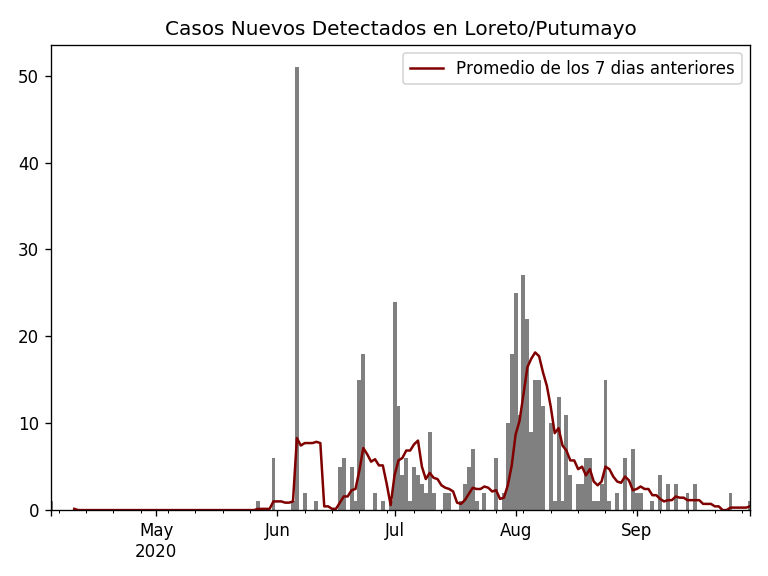 Casos Nuevos Detectados en Loreto/Putumayo
Promedio de los 7 dias anteriores
50
40
30
20
10
0
May Jun Jul Aug Sep
2020